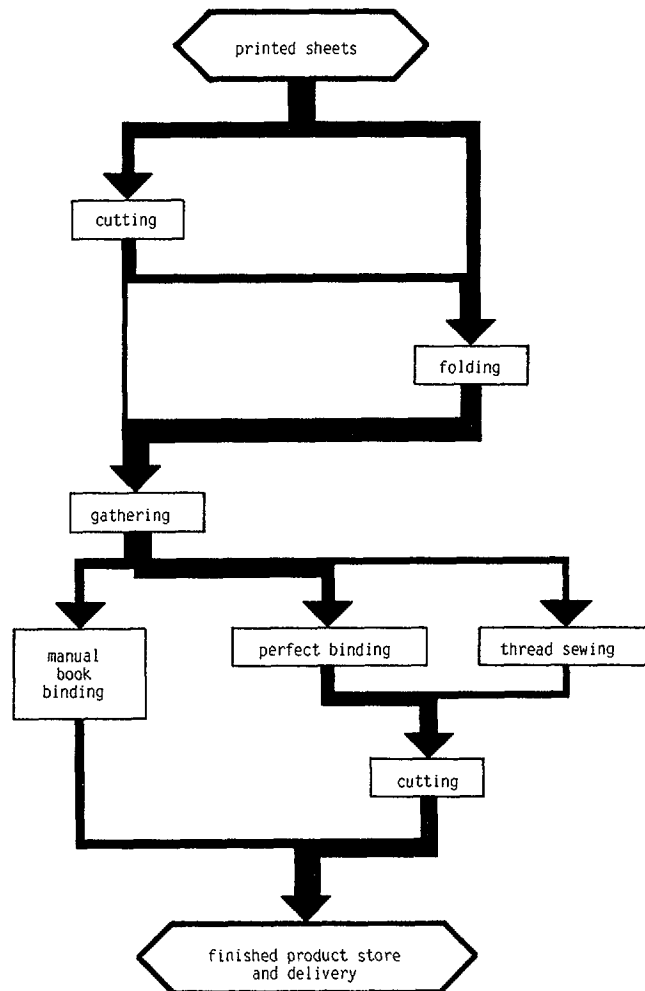 printed sheets
cutting
folding
gathering
manual
book
binding
perfect binding
thread sewing
cutting
finished product store
and delivery